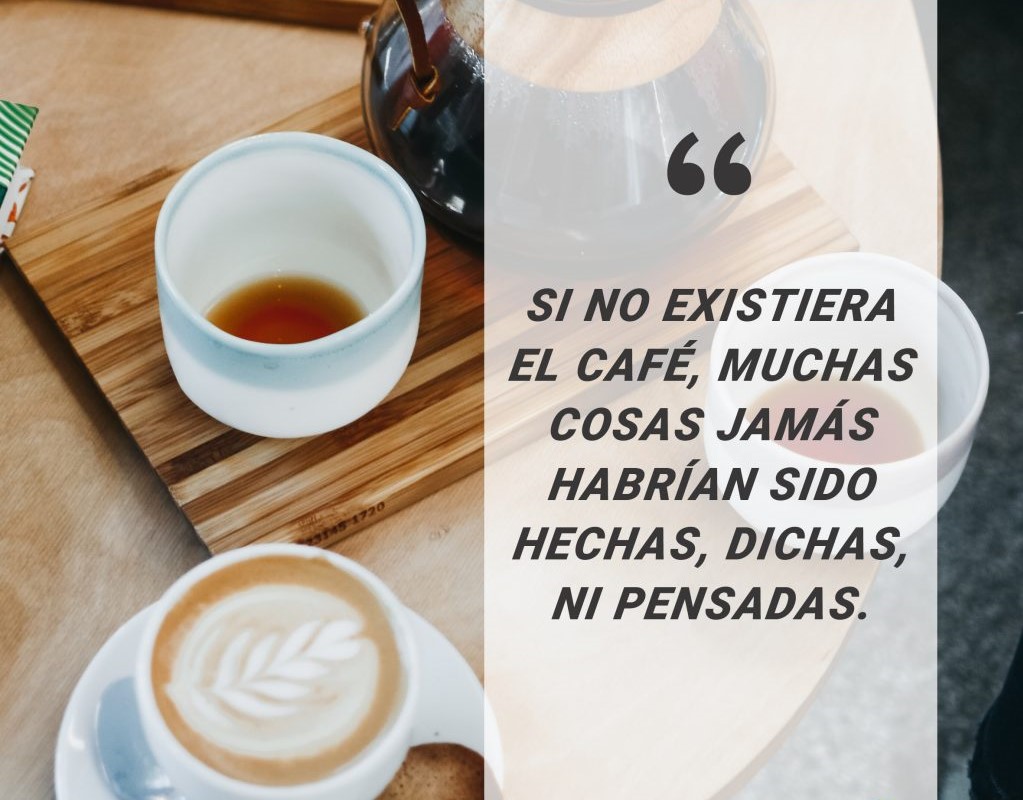 “
SI NO EXISTIERA
EL CAFÉ, MUCHAS
COSAS JAMÁS
HABRÍAN SIDO
HECHAS, DICHAS,
NI PENSADAS.